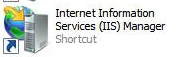 Internet Information
Services (IIS) Manager
Shortcut